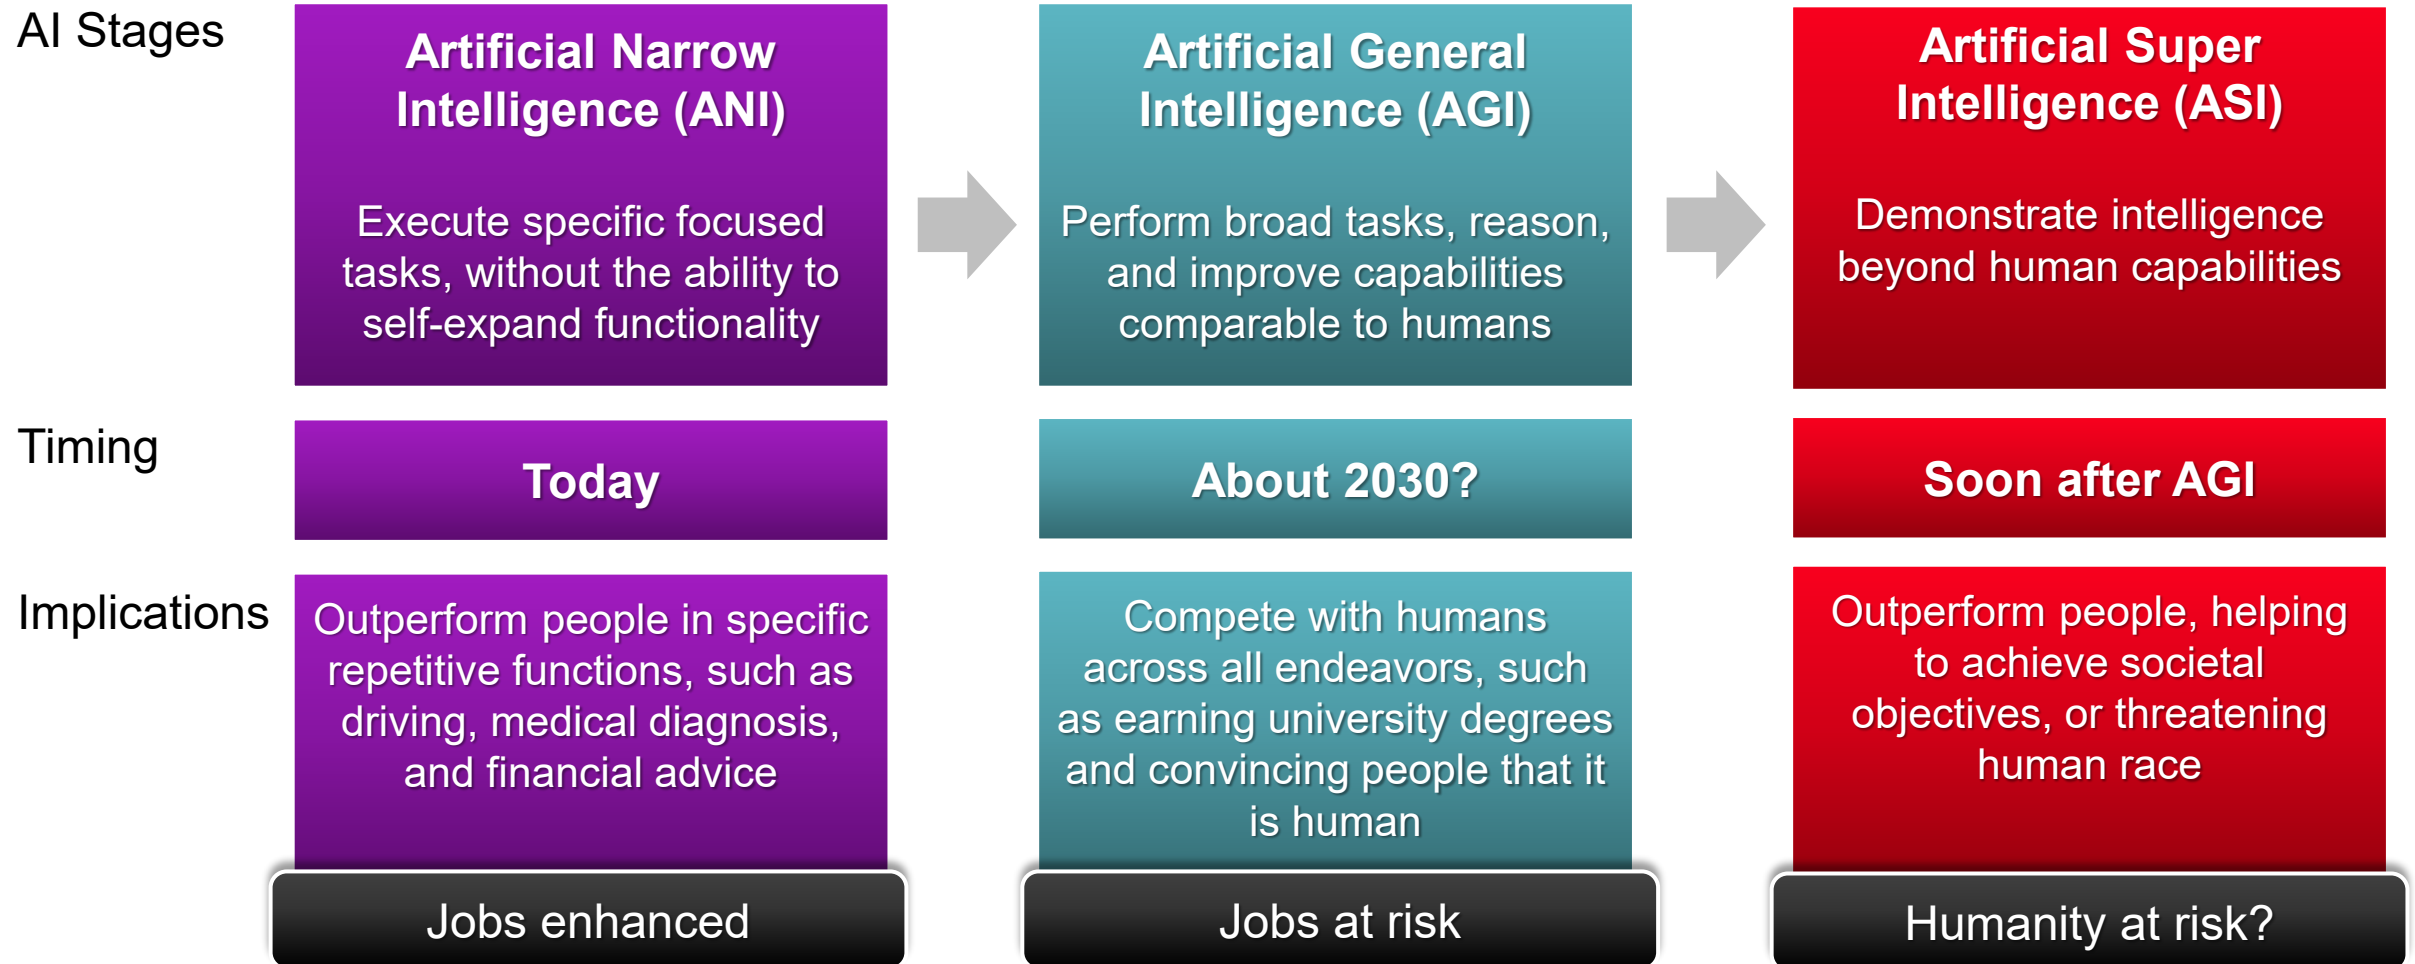 AI Stages
Artificial Narrow
Intelligence (ANI)
Execute specific focused
tasks, without the ability to
self-expand functionality
Artificial General
Intelligence (AGI)
Perform broad tasks, reason,
and improve capabilities
comparable to humans
Artificial Super
Intelligence (ASI)
Demonstrate intelligence
beyond human capabilities
Timing
Today
About 2030?
Soon after AGI
Implications
Outperform people in specific
repetitive functions, such as
driving, medical diagnosis,
and financial advice
Compete with humans
across all endeavors, such
as earning university degrees
and convincing people that it
is human
Outperform people, helping
to achieve societal
objectives, or threatening
human race
Jobs enhanced
Jobs at risk
Humanity at risk?